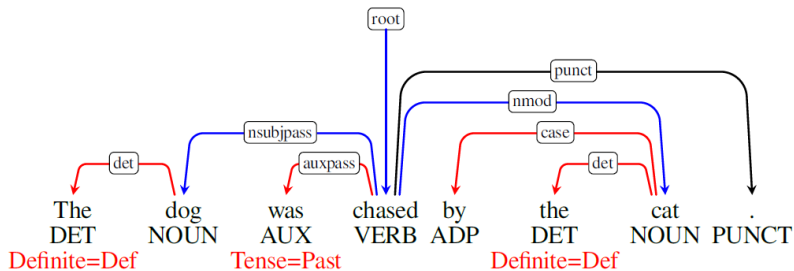 root
punct
nmod
nsubjpass case
det auxpass det
The dog was chased by the cat .
DET NOUN AUX VERB ADP DET NOUN PUNCT
Definite=Def Tense=Past Definite=Def